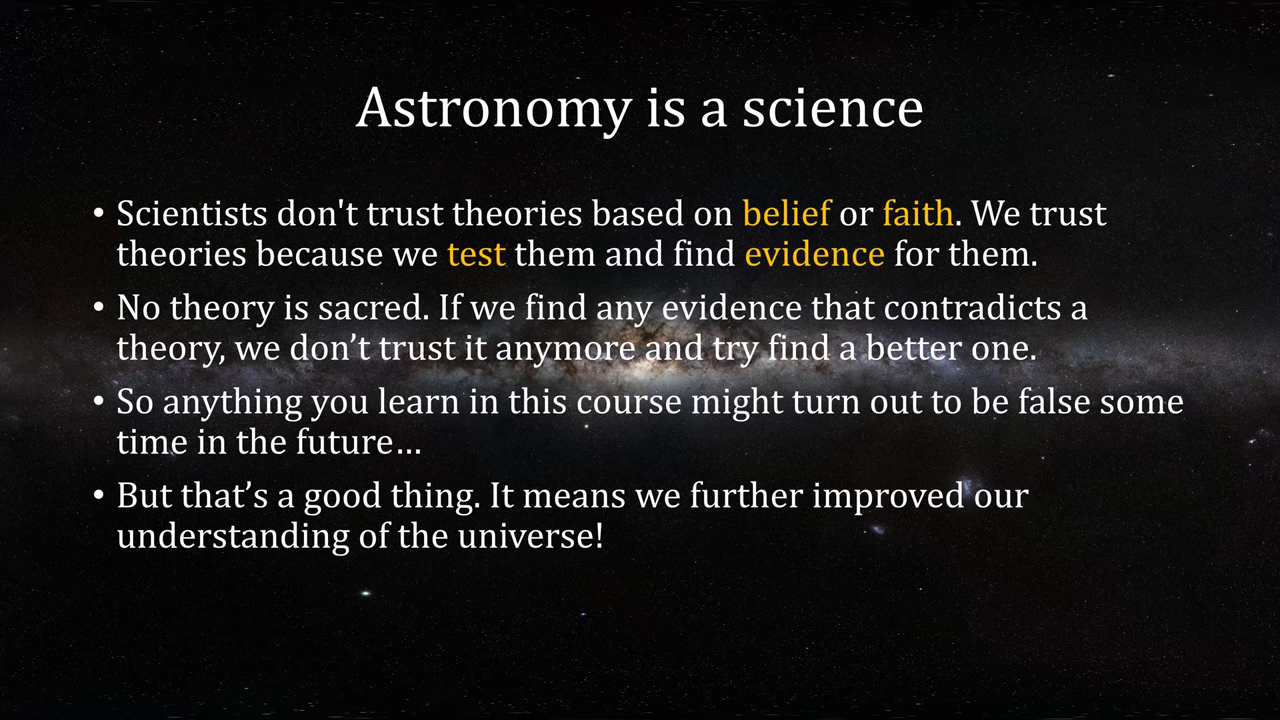 Astronomy is a science
• Scientists don't trust theories based on belief or faith. We trust
theories because we test them and find evidence for them.
• No theory is sacred. If we find any evidence that contradicts a
theory, we don’t trust it anymore and try find a better one.
• So anything you learn in this course might turn out to be false some
time in the future…
• But that’s a good thing. It means we further improved our
understanding of the universe!